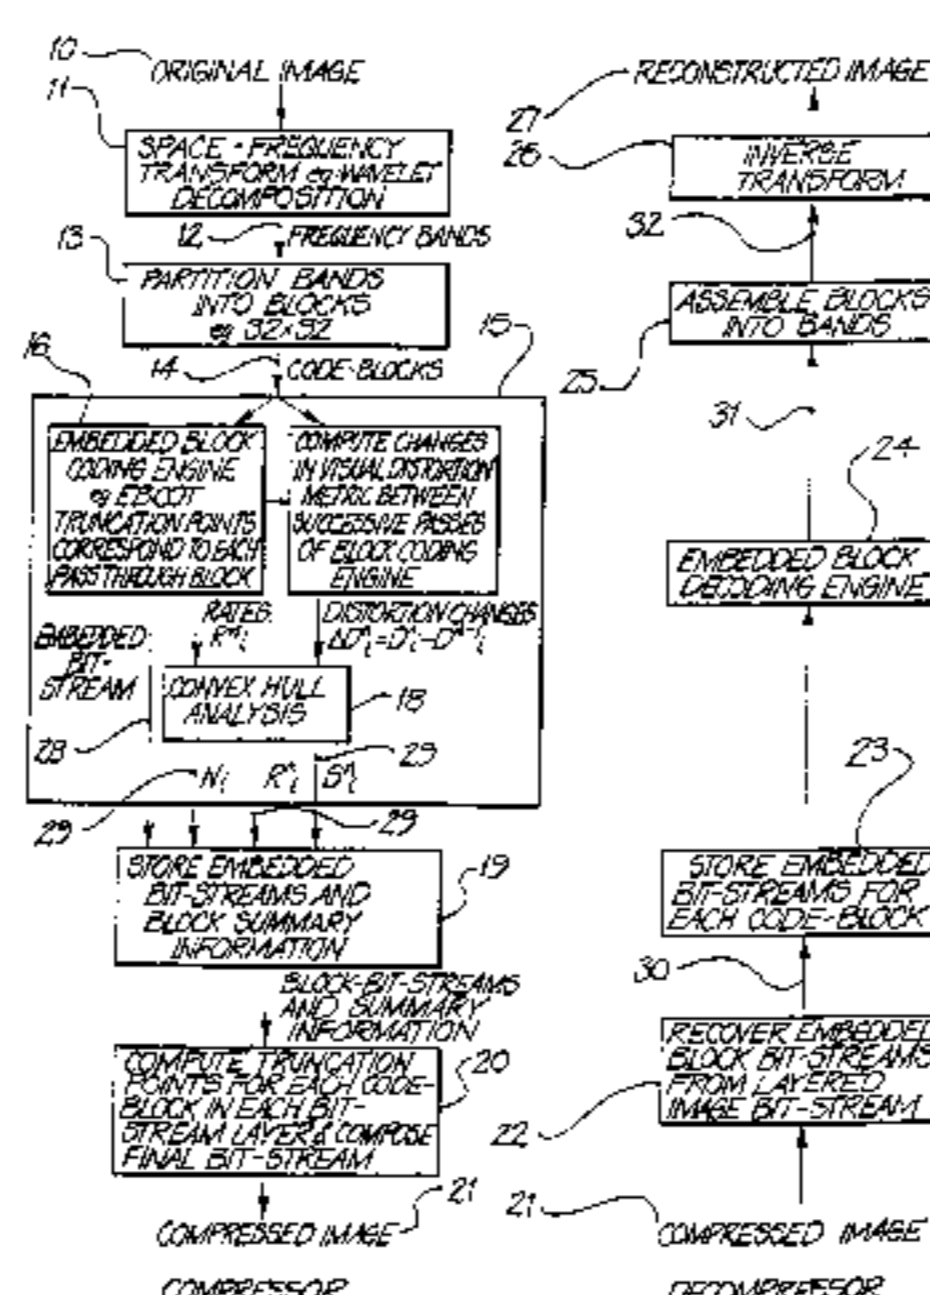 10
ORIGINAL IMAGE
11
SPACE - FREQUENCY
TRANSFORM eg WAVELET
DECOMPOSITION
12
FREQUENCY BANDS
13
PARTITION BANDS
INTO BLOCKS
eg 32×32
14
CODE-BLOCKS
15
16
EMBEDDED BLOCK
CODING ENGINE
eg EBCOT
TRUNCATION POINTS
CORRESPOND TO EACH
PASS THROUGH BLOCK
COMPUTE CHANGES
IN VISUAL DISTORTION
METRIC BETWEEN
SUCCESSIVE PASSES
OF BLOCK CODING
ENGINE
RATES:
DISTORTION CHANGES
EMBEDDED
BIT-
STREAM
CONVEX HULL
ANALYSIS
18
28
29
29
29
STORE EMBEDDED
BIT-STREAMS AND
BLOCK SUMMARY
INFORMATION
19
BLOCK-BIT-STREAMS
AND SUMMARY
INFORMATION
COMPUTE TRUNCATION
POINTS FOR EACH CODE-
BLOCK IN EACH BIT-
STREAM LAYER & COMPOSE
FINAL BIT-STREAM
20
21
COMPRESSED IMAGE
COMPRESSOR
RECONSTRUCTED IMAGE
27
26
INVERSE
TRANSFORM
32
ASSEMBLE BLOCKS
INTO BANDS
25
31
24
EMBEDDED BLOCK
DECODING ENGINE
23
STORE EMBEDDED
BIT-STREAMS FOR
EACH CODE-BLOCK
30
RECOVER EMBEDDED
BLOCK BIT-STREAMS
FROM LAYERED
IMAGE BIT-STREAM
22
21
COMPRESSED IMAGE
DECOMPRESSOR